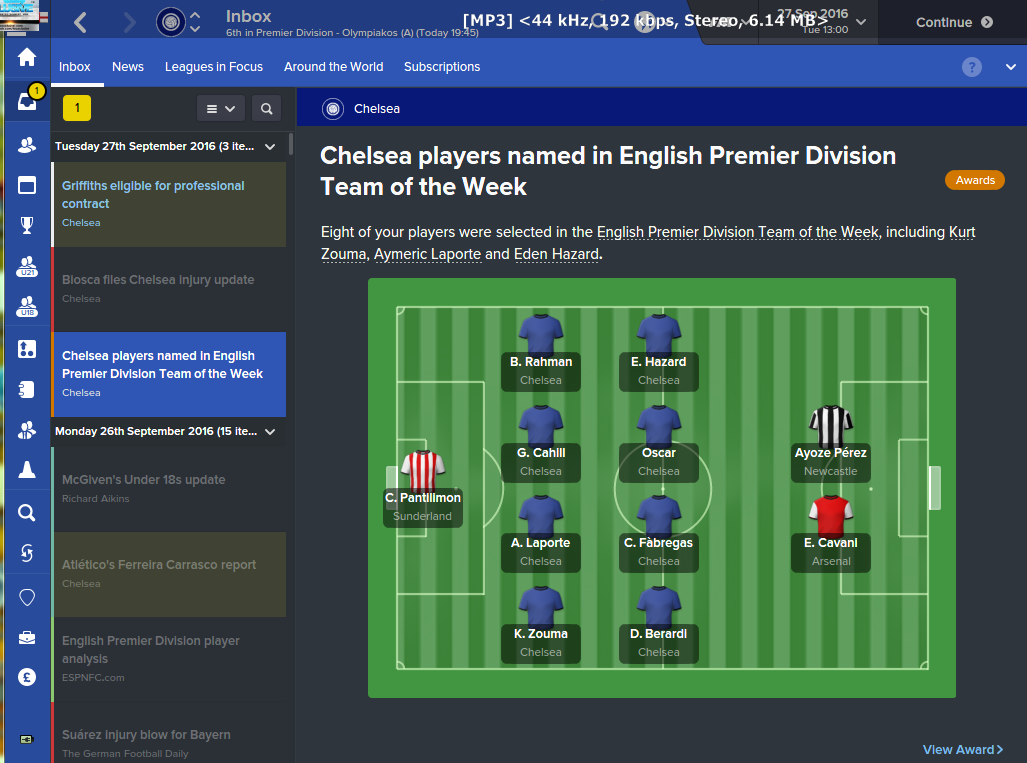 Inbox
6th in Premier Division - Olympiakos (A) (Today 19:45)
[MP3] <44 kHz, 192 kbps, Stereo, 6.14 MB>
27 Sep 2016
Tue 13:00
Continue
Inbox
News
Leagues in Focus
Around the World
Subscriptions
?
1
U21
U18
£
1
Tuesday 27th September 2016 (3 ite...
Griffiths eligible for professional
contract
Chelsea
Biosca files Chelsea injury update
Chelsea
Chelsea players named in English
Premier Division Team of the Week
Chelsea
Monday 26th September 2016 (15 ite...
McGiven's Under 18s update
Richard Aikins
Atlético's Ferreira Carrasco report
Chelsea
English Premier Division player
analysis
ESPNFC.com
Suárez injury blow for Bayern
The German Football Daily
Chelsea
Chelsea players named in English Premier Division
Team of the Week
Awards
Eight of your players were selected in the English Premier Division Team of the Week, including Kurt
Zouma, Aymeric Laporte and Eden Hazard.
B. Rahman
Chelsea
E. Hazard
Chelsea
G. Cahill
Chelsea
Oscar
Chelsea
Ayoze Pérez
Newcastle
C. Pantilimon
Sunderland
A. Laporte
Chelsea
C. Fàbregas
Chelsea
E. Cavani
Arsenal
K. Zouma
Chelsea
D. Berardi
Chelsea
View Award